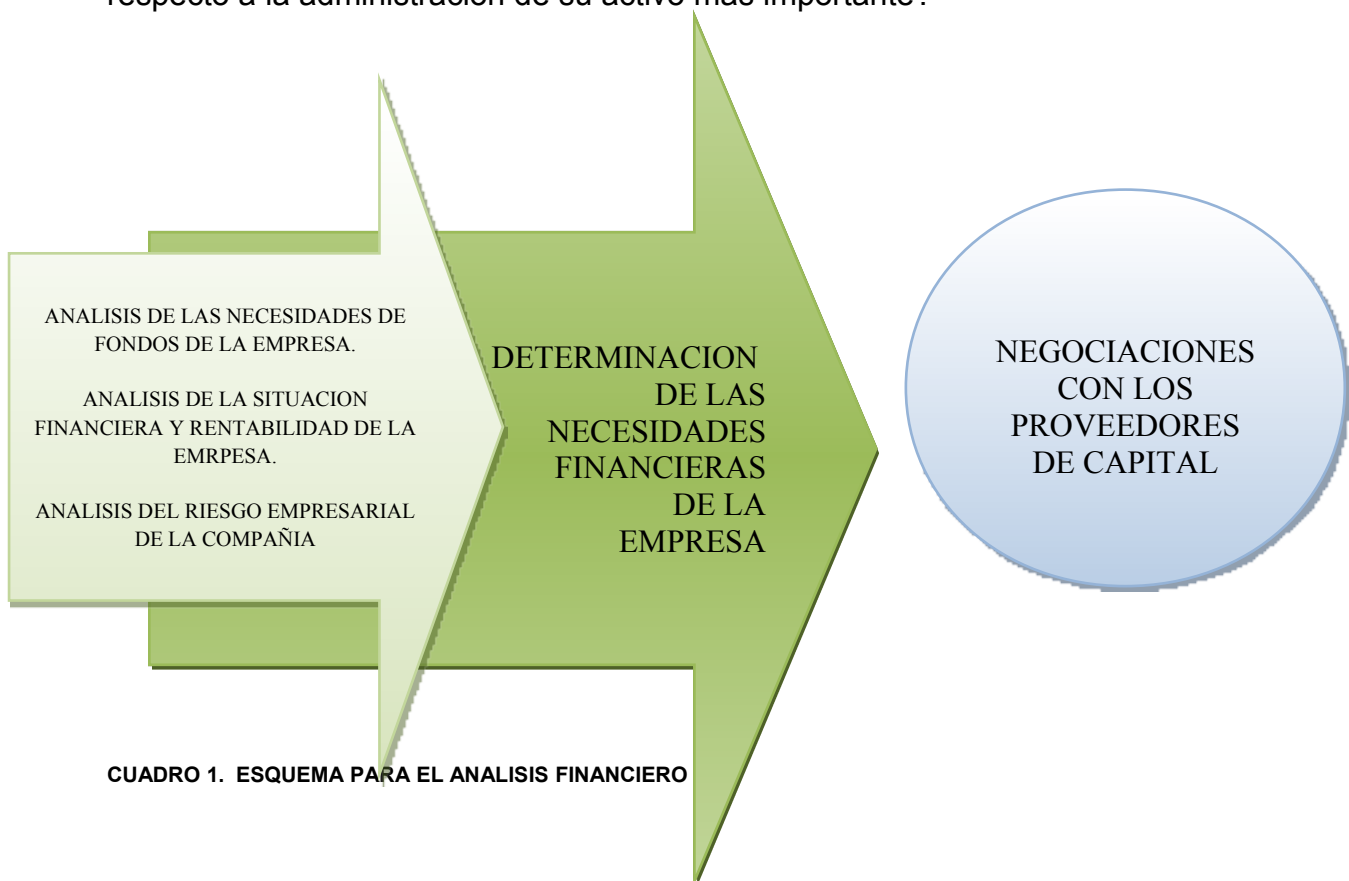 respecto a la administración de su activo más importante?
ANALISIS DE LAS NECESIDADES DE
FONDOS DE LA EMPRESA.
ANALISIS DE LA SITUACION
FINANCIERA Y RENTABILIDAD DE LA
EMRPESA.
ANALISIS DEL RIESGO EMPRESARIAL
DE LA COMPAÑIA
DETERMINACION
DE LAS
NECESIDADES
FINANCIERAS
DE LA
EMPRESA
NEGOCIACIONES
CON LOS
PROVEEDORES
DE CAPITAL
CUADRO 1. ESQUEMA PARA EL ANALISIS FINANCIERO